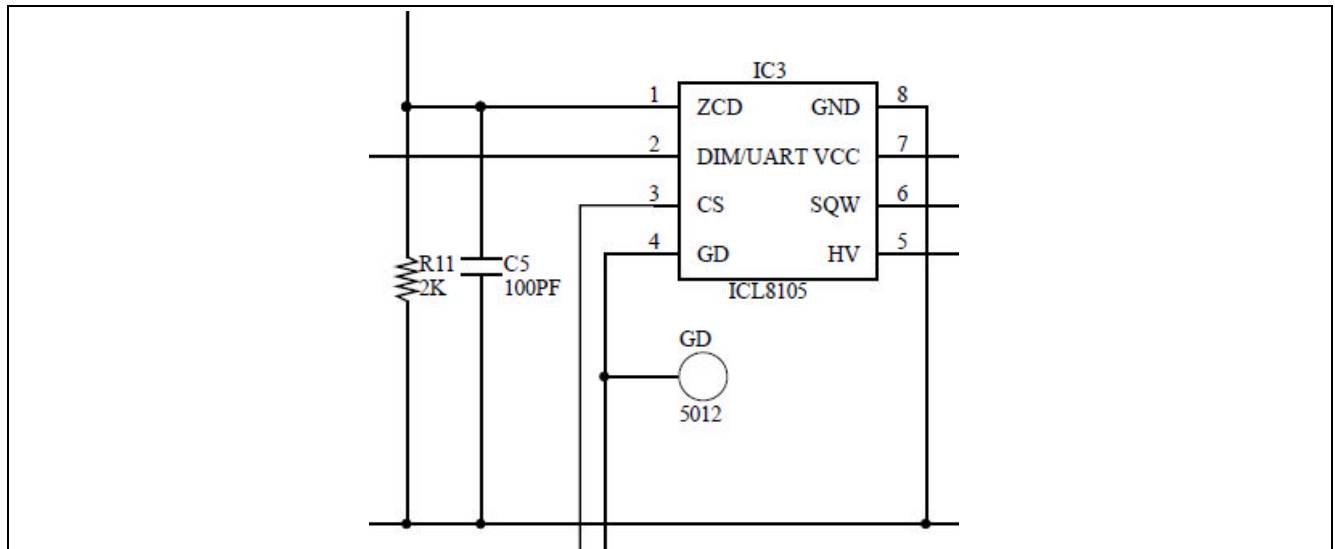 IC3
1 ZCD GND 8
2 DIM/UART VCC 7
3 CS SQW 6
4 GD HV 5
ICL8105
R11
2K
C5
100PF
GD
5012